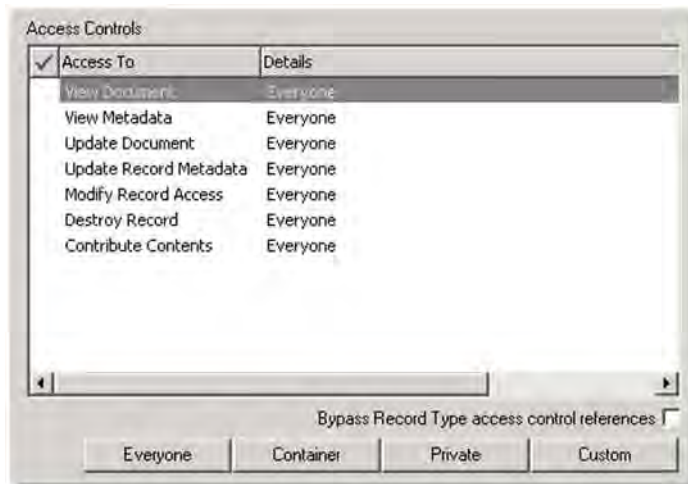 Access Controls
Access To Details
View Document Everyone
View Metadata Everyone
Update Document Everyone
Update Record Metadata Everyone
Modify Record Access Everyone
Destroy Record Everyone
Contribute Contents Everyone
Bypass Record Type access control references
Everyone Container Private Custom